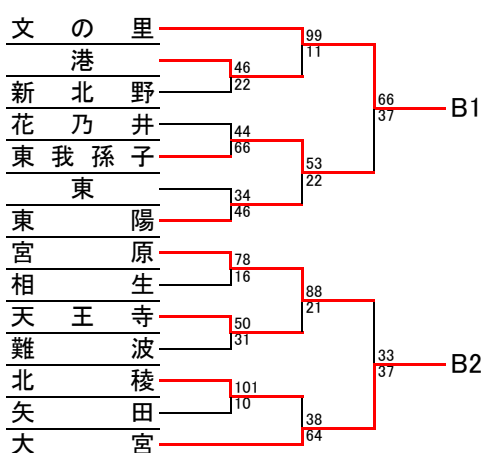 文の里
99
11
港
46
22
新北野
66
37
B1
花乃井
44
66
東我孫子
53
22
東
34
46
東陽
宮原
78
16
相生
88
21
天王寺
50
31
難波
33
37
B2
北稜
101
10
矢田
38
64
大宮